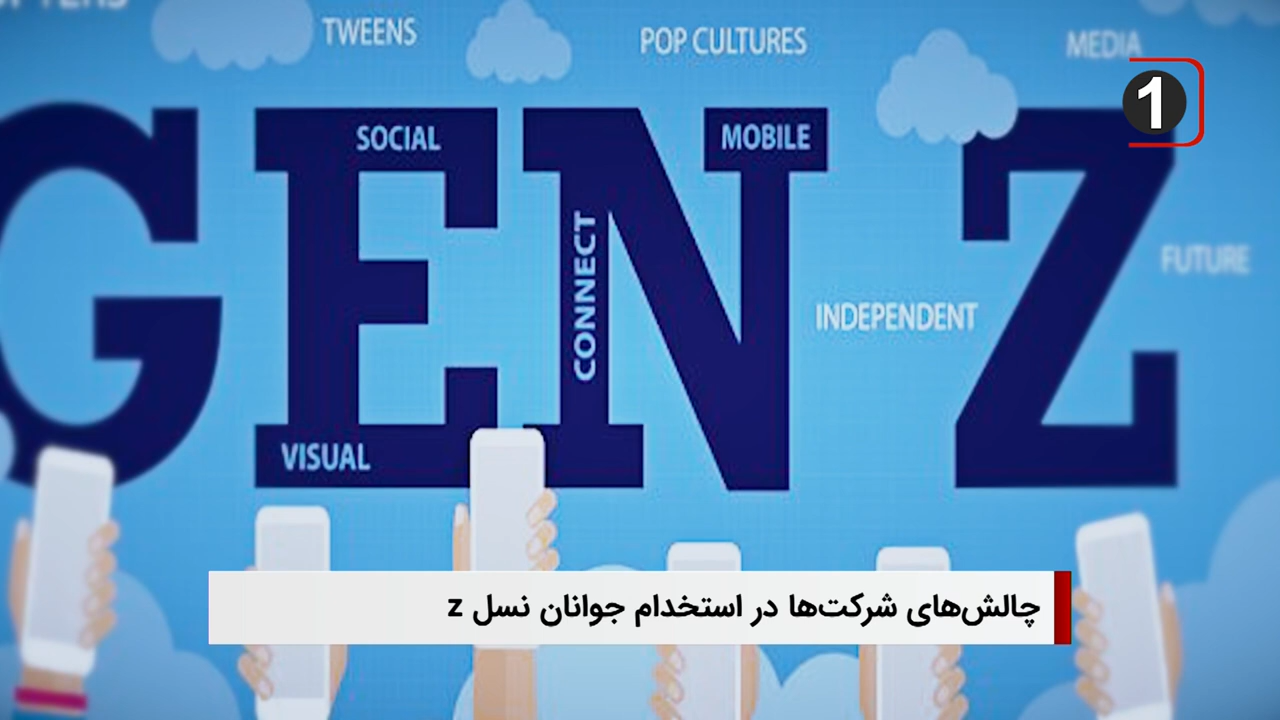 TWEENS
POP CULTURES
MEDIA
1
GEN Z
SOCIAL
MOBILE
CONNECT
FUTURE
INDEPENDENT
VISUAL
چالش‌های شرکت‌ها در استخدام جوانان نسل z